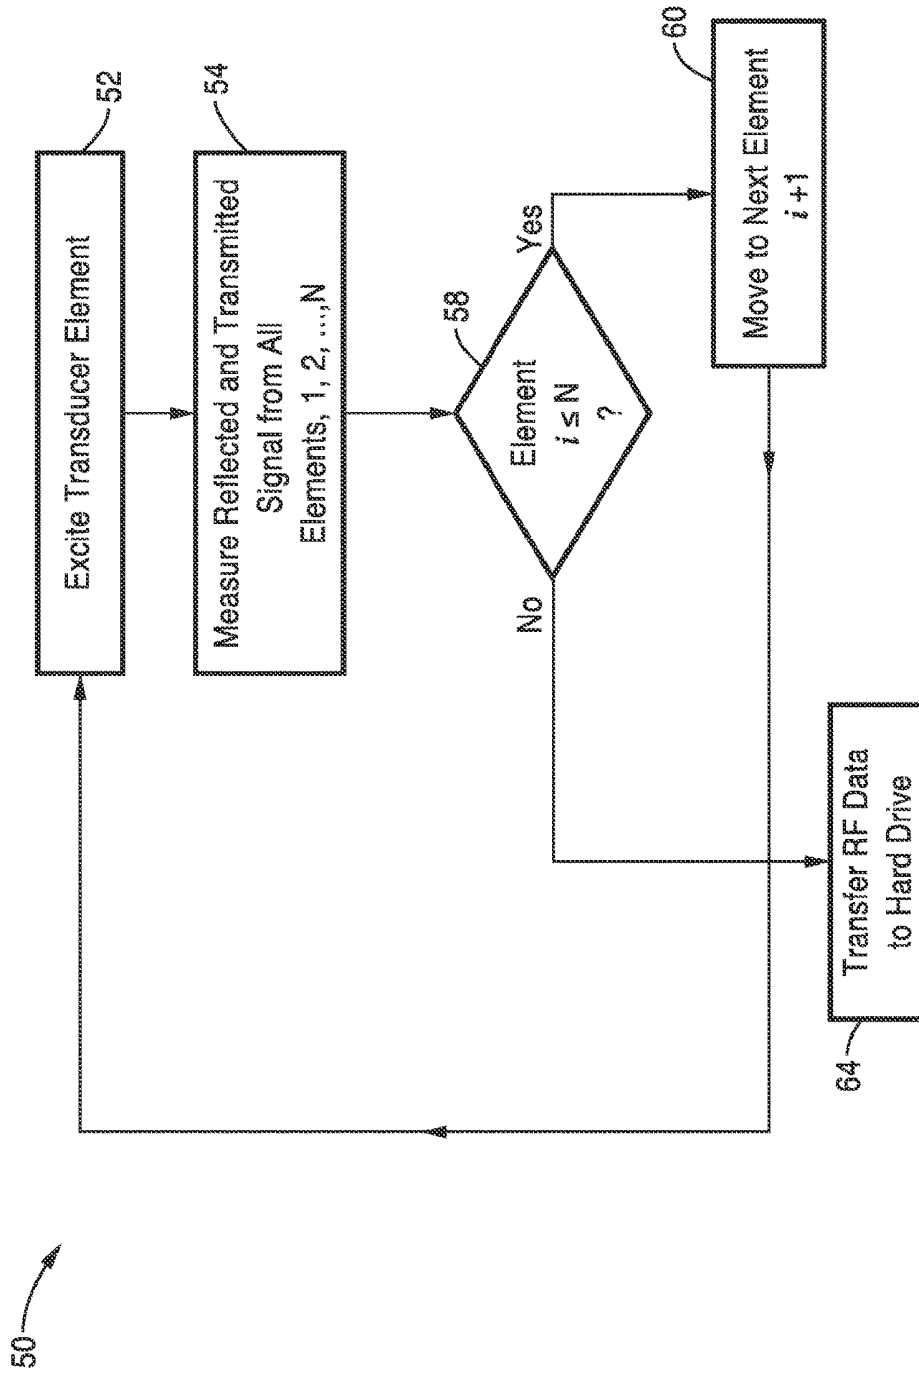 50
52
Excite Transducer Element
54
Measure Reflected and Transmitted
Signal from All
Elements, 1, 2, ...,N
58
Element
i ≤ N
?
Yes
No
60
Move to Next Element
i +1
64
Transfer RF Data
to Hard Drive